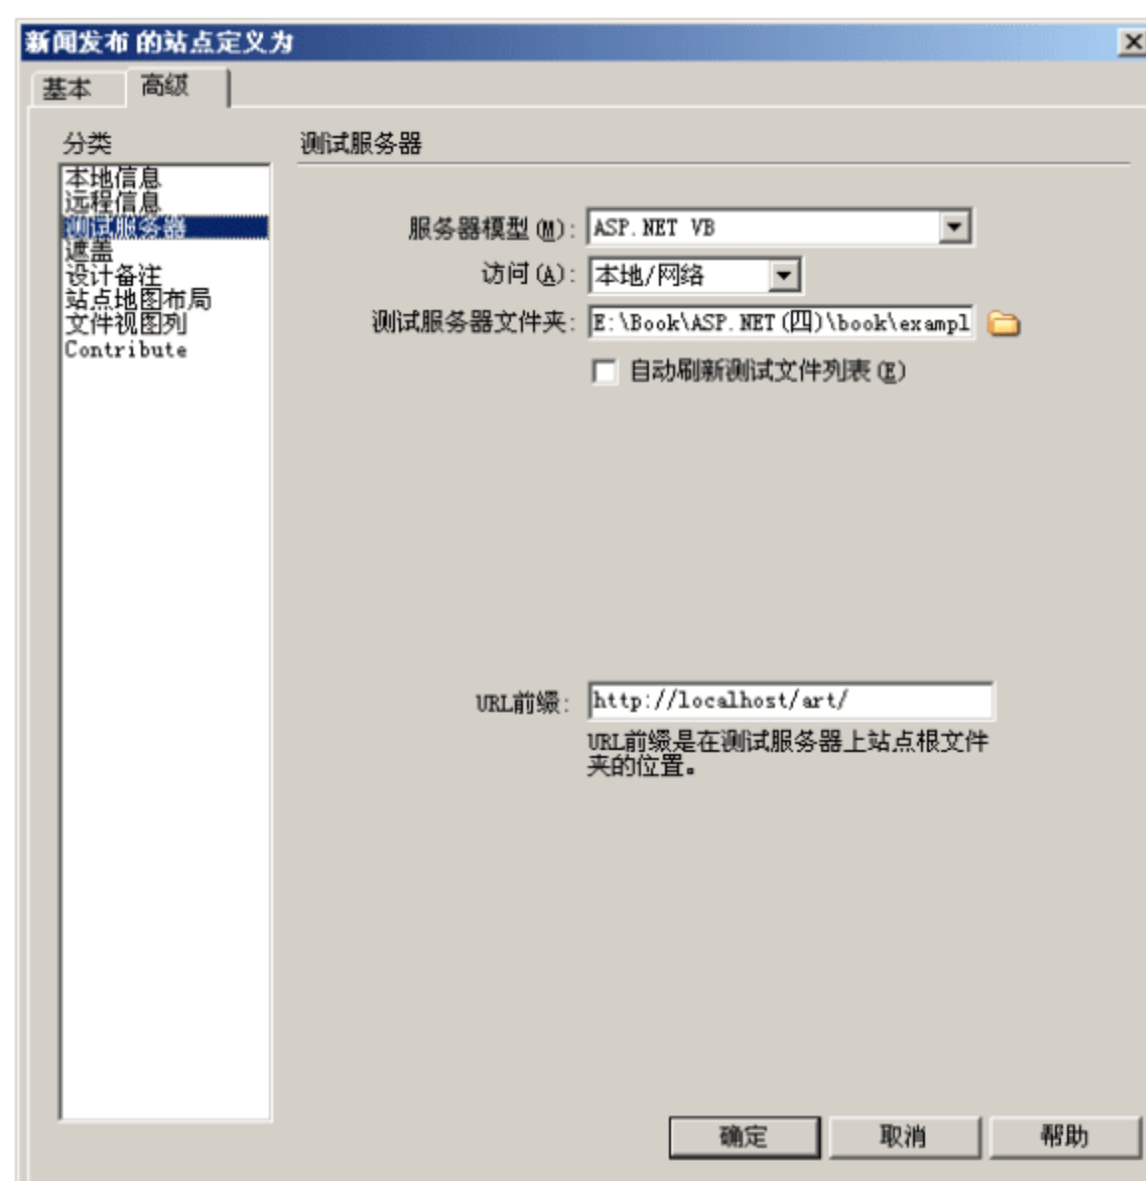 新闻发布 的站点定义为
基本 高级
分类
本地信息
远程信息
测试服务器
遮盖
设计备注
站点地图布局
文件视图列
Contribute
测试服务器
服务器模型(M): ASP.NET VB
访问(A): 本地/网络
测试服务器文件夹: E:\Book\ASP.NET(四)\book\exampl
自动刷新测试文件列表(E)
URL前缀: http://localhost/art/
URL前缀是在测试服务器上站点根文件
夹的位置。
确定 取消 帮助